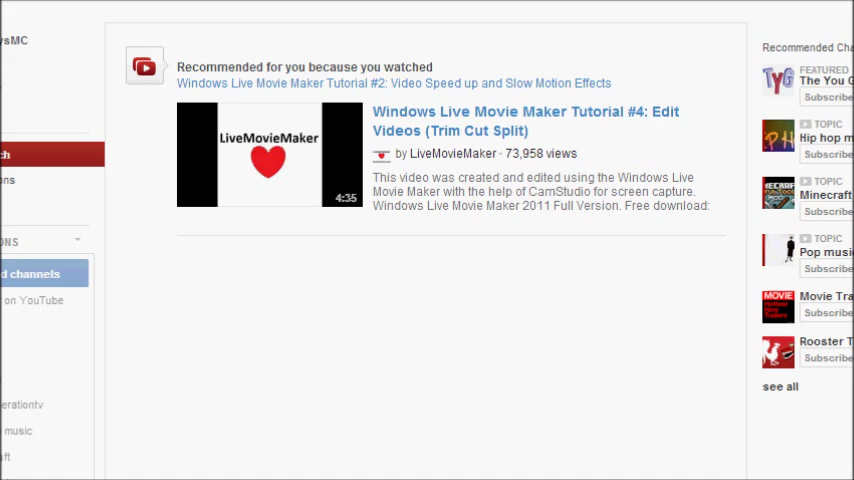 ysMC
ch
ons
ONS
d channels
on YouTube
erationtv
music
aft
Recommended for you because you watched
Windows Live Movie Maker Tutorial #2: Video Speed up and Slow Motion Effects
LiveMovieMaker
4:35
Windows Live Movie Maker Tutorial #4: Edit
Videos (Trim Cut Split)
by LiveMovieMaker · 73,958 views
This video was created and edited using the Windows Live
Movie Maker with the help of CamStudio for screen capture.
Windows Live Movie Maker 2011 Full Version. Free download:
Recommended Cha
TYG
FEATURED
The You G
Subscribe
PH
TOPIC
Hip hop m
Subscribe
TOPIC
Minecraft
Subscribe
TOPIC
Pop music
Subscribe
MOVIE
Movie Tra
Subscribe
Rooster T
Subscribe
see all